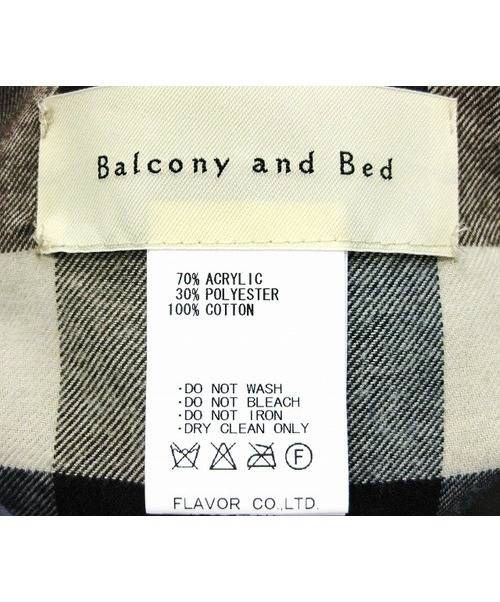 Balcony and Bed
70% ACRYLIC
30% POLYESTER
100% COTTON
·DO NOT WASH
·DO NOT BLEACH
·DO NOT IRON
·DRY CLEAN ONLY
F
FLAVOR CO.,LTD.